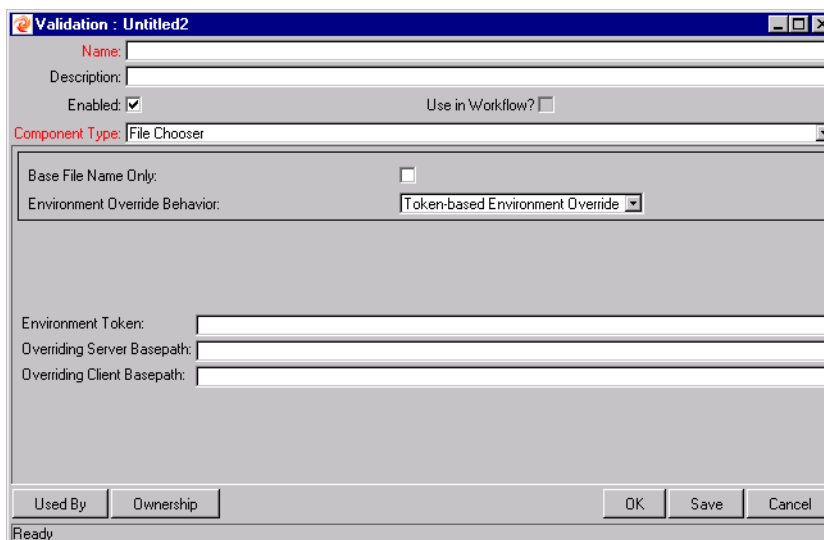 Validation : Untitled2
Name:
Description:
Enabled: Use in Workflow?
Component Type: File Chooser
Base File Name Only:
Environment Override Behavior: Token-based Environment Override
Environment Token:
Overriding Server Basepath:
Overriding Client Basepath:
Used By Ownership OK Save Cancel
Ready